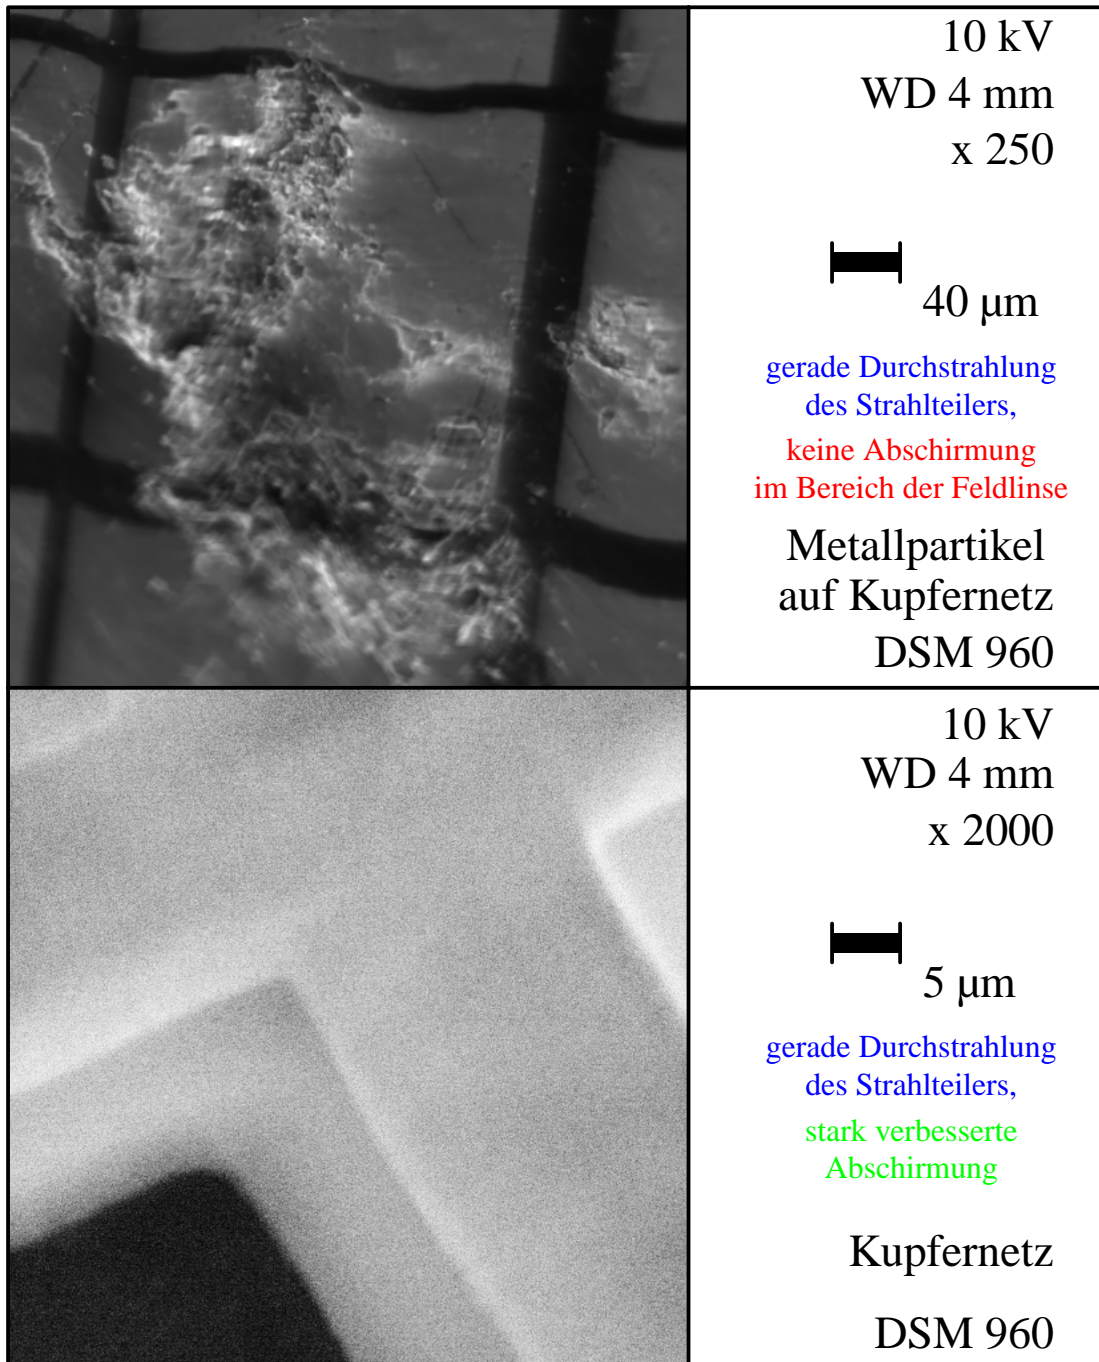 10 kV
WD 4 mm
x 250
40 µm
gerade Durchstrahlung
des Strahlteilers,
keine Abschirmung
im Bereich der Feldlinse
Metallpartikel
auf Kupfernetz
DSM 960
10 kV
WD 4 mm
x 2000
5 µm
gerade Durchstrahlung
des Strahlteilers,
stark verbesserte
Abschirmung
Kupfernetz
DSM 960